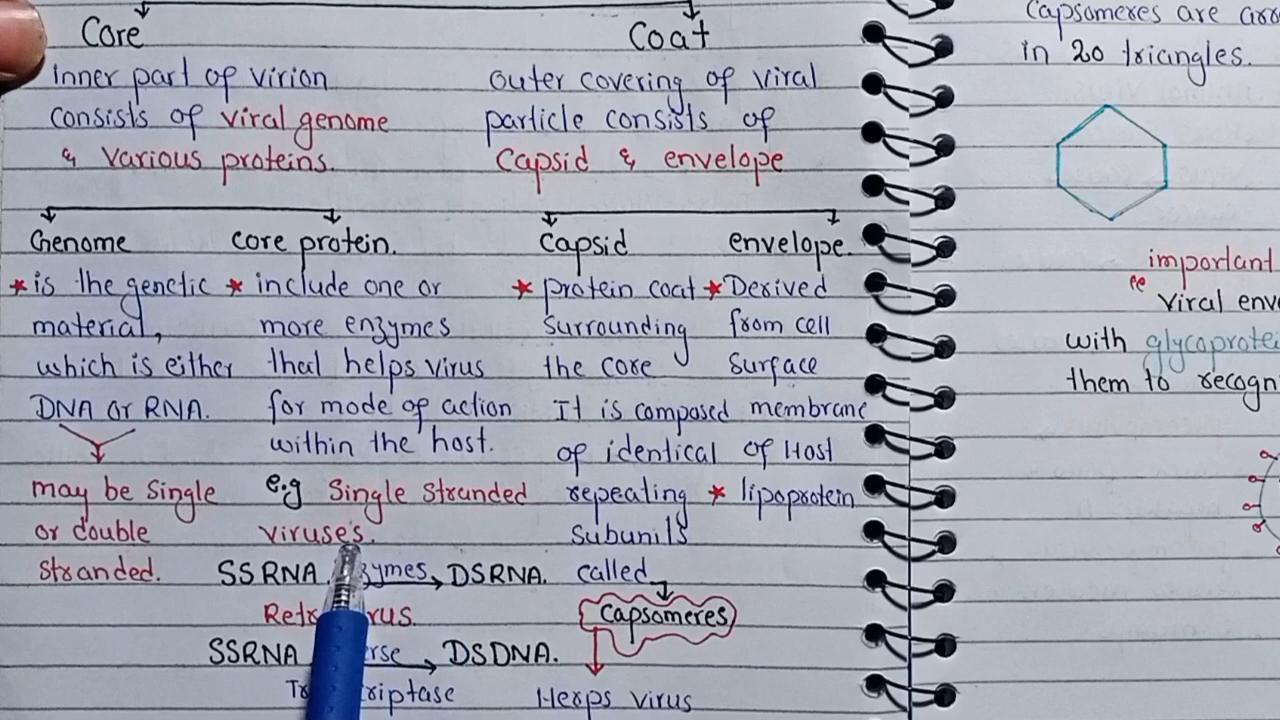 Core
Inner part of virion
consists of viral genome
& various proteins.
Coat
Outer covering of viral
particle consists of
Capsid & envelope
Genome
* is the genetic
material,
which is either
DNA or RNA.
may be Single
or double
Stranded.
core protein.
* include one or
more enzymes
that helps virus
for mode of action
within the host.
e.g Single Stranded
viruse's.
SSRNA DSRNA.
SSRNA DSDNA.
Capsid
* protein coat
Surrounding
the core
It is composed
of identical
repeating
Subunits
called
Capsomeres
Herps virus
envelope.
* Derived
from cell
Surface
membrane
of Host
* lipoprotein
Capsomeres are
in 20 triangles.
important
Viral
with
them to